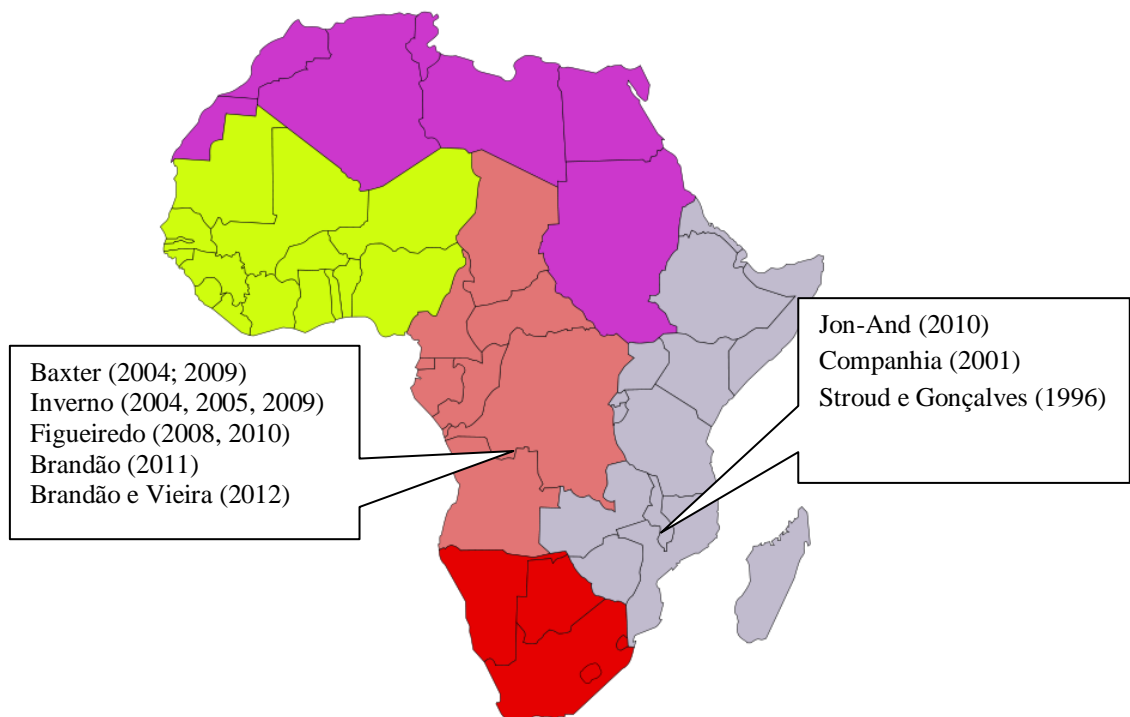 Baxter (2004; 2009)
Inverno (2004, 2005, 2009)
Figueiredo (2008, 2010)
Brandão (2011)
Brandão e Vieira (2012)
Jon-And (2010)
Companhia (2001)
Stroud e Gonçalves (1996)